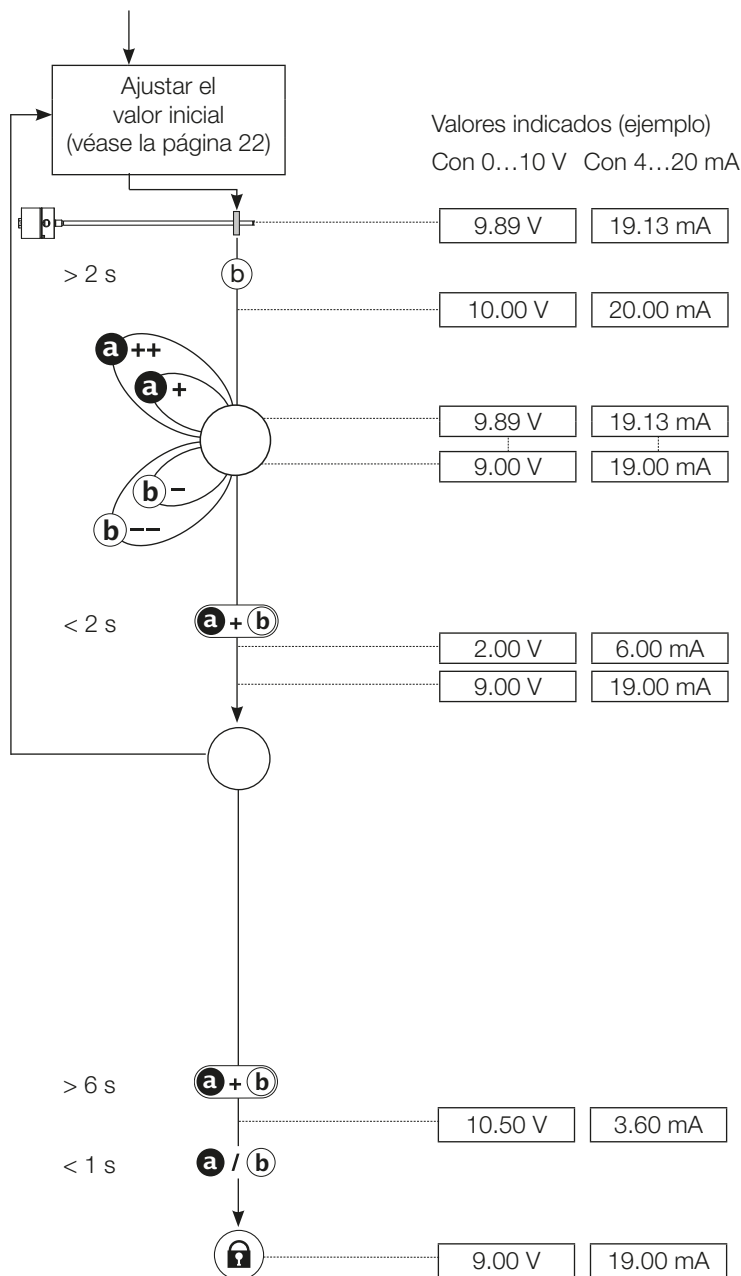 Ajustar el
valor inicial
(véase la página 22)
Valores indicados (ejemplo)
Con 0...10 V Con 4...20 mA
9.89 V 19.13 mA
> 2 s b
10.00 V 20.00 mA
a ++
a +
9.89 V 19.13 mA
9.00 V 19.00 mA
b -
b --
< 2 s a + b
2.00 V 6.00 mA
9.00 V 19.00 mA
> 6 s a + b
10.50 V 3.60 mA
< 1 s a / b
9.00 V 19.00 mA